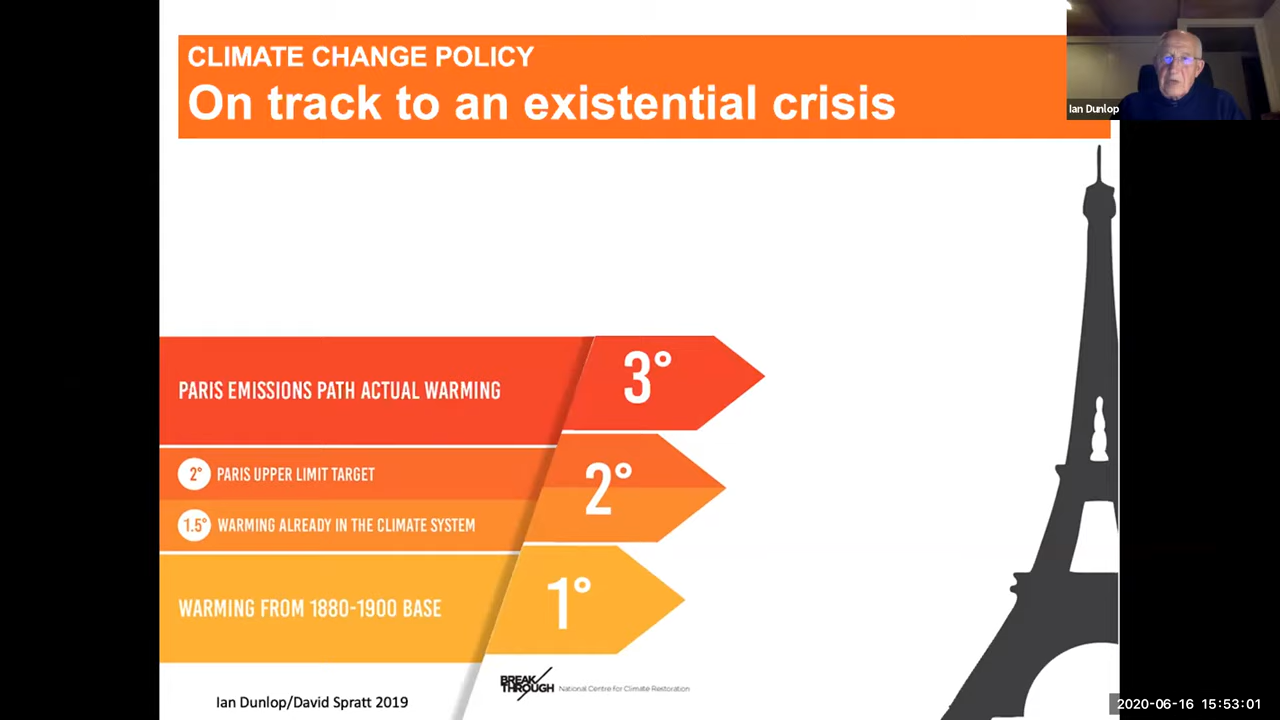 CLIMATE CHANGE POLICY
On track to an existential crisis
Ian Dunlop
PARIS EMISSIONS PATH ACTUAL WARMING
3°
2° PARIS UPPER LIMIT TARGET
2°
1.5° WARMING ALREADY IN THE CLIMATE SYSTEM
WARMING FROM 1880-1900 BASE
1°
BREAK
THROUGH National Centre for Climate Restoration
Ian Dunlop/David Spratt 2019
2020-06-16 15:53:01